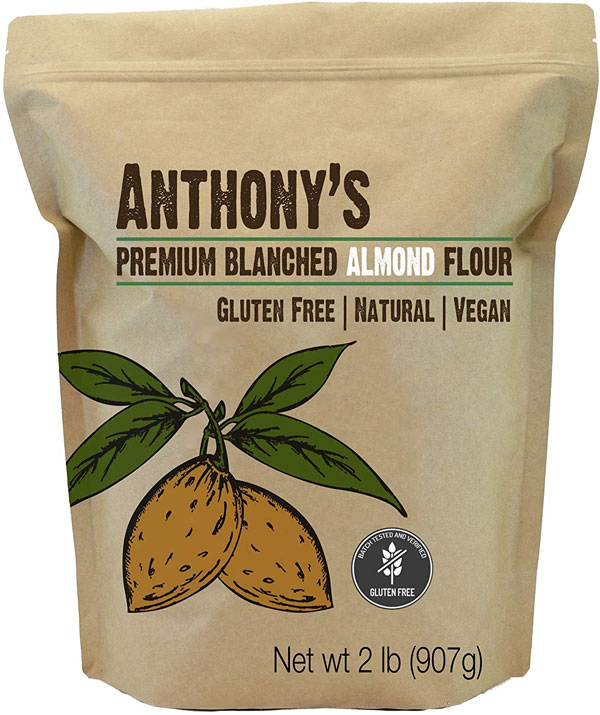 ANTHONY'S
PREMIUM BLANCHED ALMOND FLOUR
GLUTEN FREE | NATURAL | VEGAN
BATCH TESTED AND VERIFIED
GLUTEN FREE
Net wt 2 lb (907g)